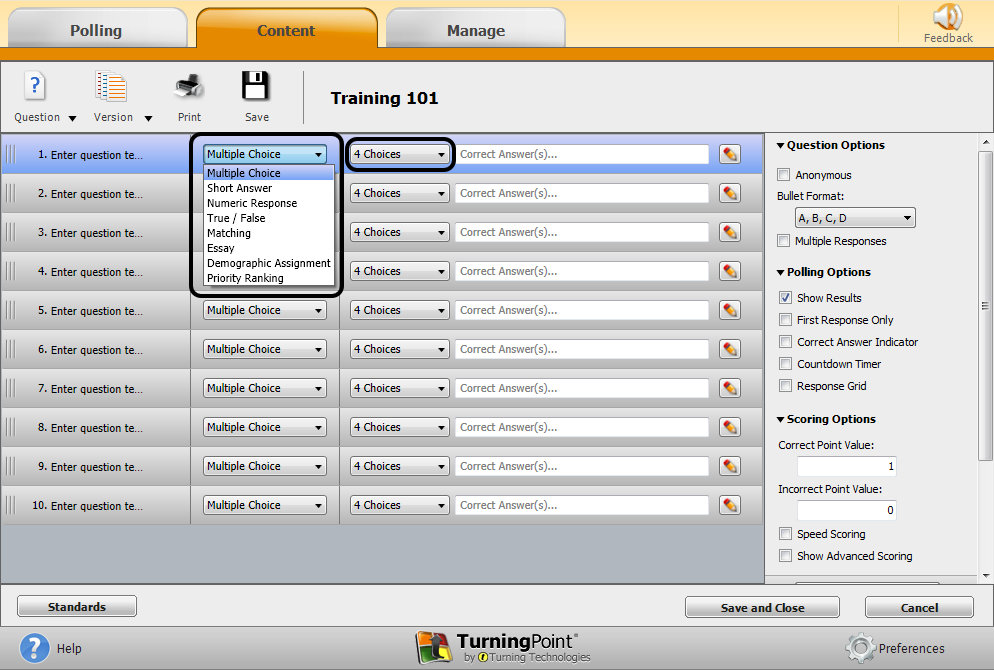 Polling
Content
Manage
Feedback
Question
Version
Print
Save
Training 101
1. Enter question te...
Multiple Choice
4 Choices
Correct Answer(s)...
Multiple Choice
Short Answer
Numeric Response
True / False
Matching
Essay
Demographic Assignment
Priority Ranking
2. Enter question te...
4 Choices
Correct Answer(s)...
3. Enter question te...
4 Choices
Correct Answer(s)...
4. Enter question te...
4 Choices
Correct Answer(s)...
5. Enter question te...
Multiple Choice
4 Choices
Correct Answer(s)...
6. Enter question te...
Multiple Choice
4 Choices
Correct Answer(s)...
7. Enter question te...
Multiple Choice
4 Choices
Correct Answer(s)...
8. Enter question te...
Multiple Choice
4 Choices
Correct Answer(s)...
9. Enter question te...
Multiple Choice
4 Choices
Correct Answer(s)...
10. Enter question te...
Multiple Choice
4 Choices
Correct Answer(s)...
Question Options
Anonymous
Bullet Format:
A, B, C, D
Multiple Responses
Polling Options
Show Results
First Response Only
Correct Answer Indicator
Countdown Timer
Response Grid
Scoring Options
Correct Point Value:
1
Incorrect Point Value:
0
Speed Scoring
Show Advanced Scoring
Standards
Save and Close
Cancel
? Help
TurningPoint®
by Turning Technologies
Preferences